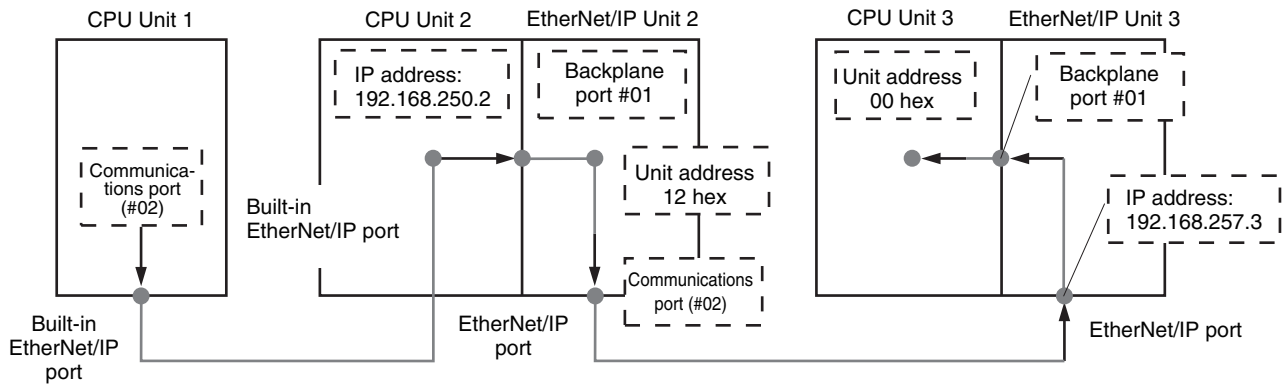 CPU Unit 1
CPU Unit 2
EtherNet/IP Unit 2
CPU Unit 3
EtherNet/IP Unit 3
IP address:
192.168.250.2
Backplane
port #01
Unit address
00 hex
Backplane
port #01
Communica-
tions port
(#02)
Unit address
12 hex
IP address:
192.168.257.3
Built-in
EtherNet/IP port
Communications
port (#02)
Built-in
EtherNet/IP
port
EtherNet/IP
port
EtherNet/IP port